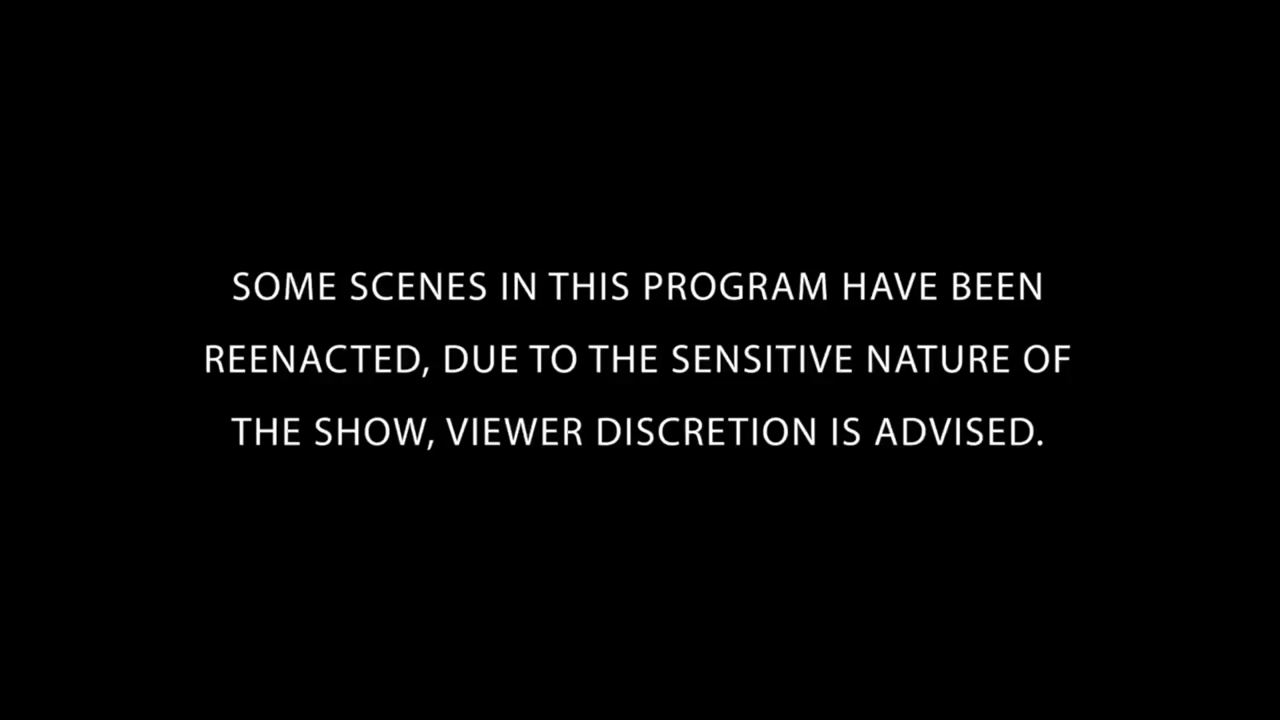 SOME SCENES IN THIS PROGRAM HAVE BEEN
REENACTED, DUE TO THE SENSITIVE NATURE OF
THE SHOW, VIEWER DISCRETION IS ADVISED.